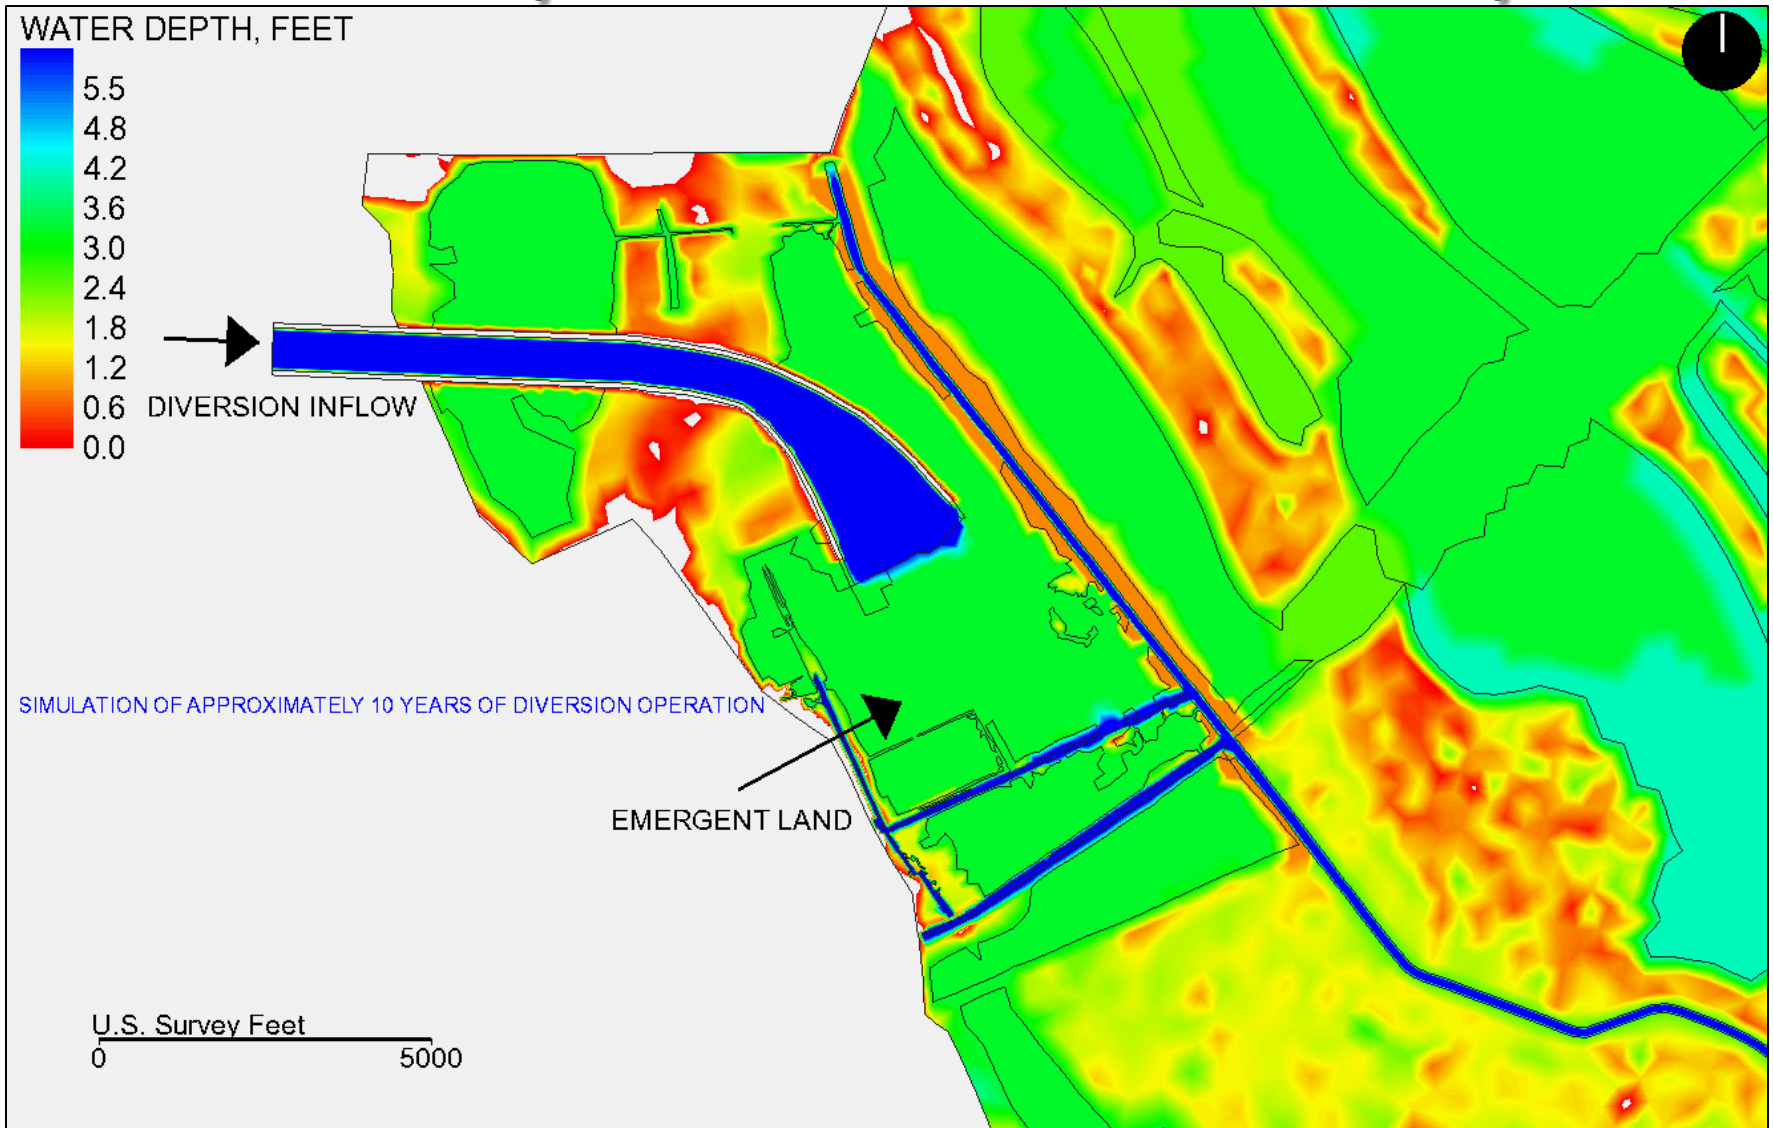 WATER DEPTH, FEET
5.5
4.8
4.2
3.6
3.0
2.4
1.8
1.2
0.6
0.0
DIVERSION INFLOW
SIMULATION OF APPROXIMATELY 10 YEARS OF DIVERSION OPERATION
EMERGENT LAND
U.S. Survey Feet
0 5000